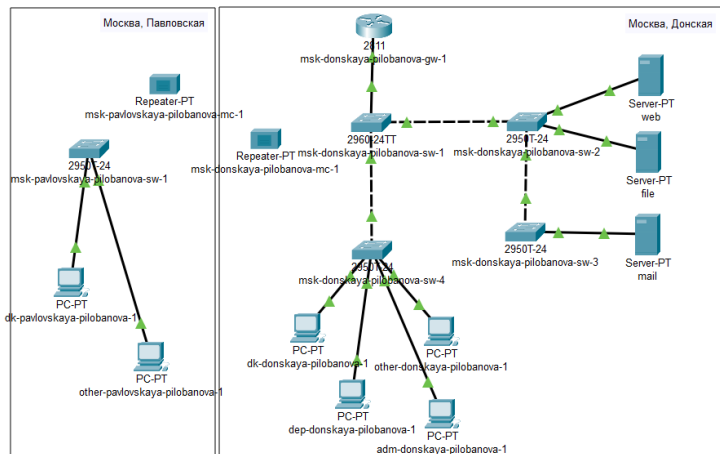 Москва, Павловская
Repeater-PT
msk-pavlovskaya-pilobanova-mc-1
2950T-24
msk-pavlovskaya-pilobanova-sw-1
PC-PT
dk-pavlovskaya-pilobanova-1
PC-PT
other-pavlovskaya-pilobanova-1
Москва, Донская
2811
msk-donskaya-pilobanova-gw-1
2960-24TT
msk-donskaya-pilobanova-sw-1
Repeater-PT
msk-donskaya-pilobanova-mc-1
2950T-24
msk-donskaya-pilobanova-sw-2
Server-PT
web
Server-PT
file
2950T-24
msk-donskaya-pilobanova-sw-3
Server-PT
mail
2950T-24
msk-donskaya-pilobanova-sw-4
PC-PT
dk-donskaya-pilobanova-1
PC-PT
other-donskaya-pilobanova-1
PC-PT
dep-donskaya-pilobanova-1
PC-PT
adm-donskaya-pilobanova-1